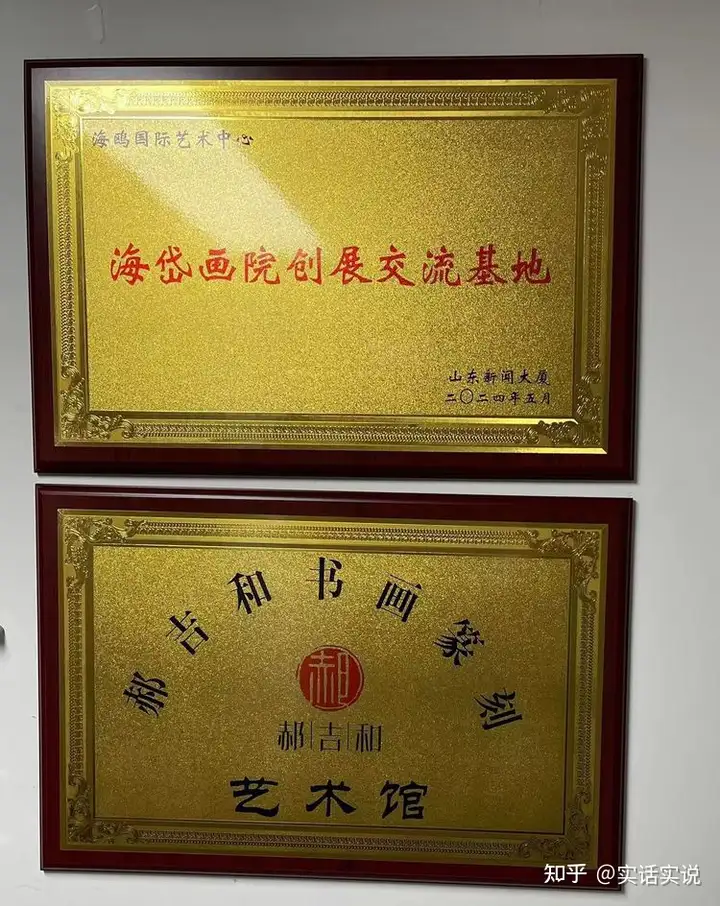 海鸥国际艺术中心
海岱画院创展交流基地
山东新闻大厦
二〇二四年五月
郝吉和书画篆刻
郝
郝|吉|和
艺术馆
知乎 @实话实说